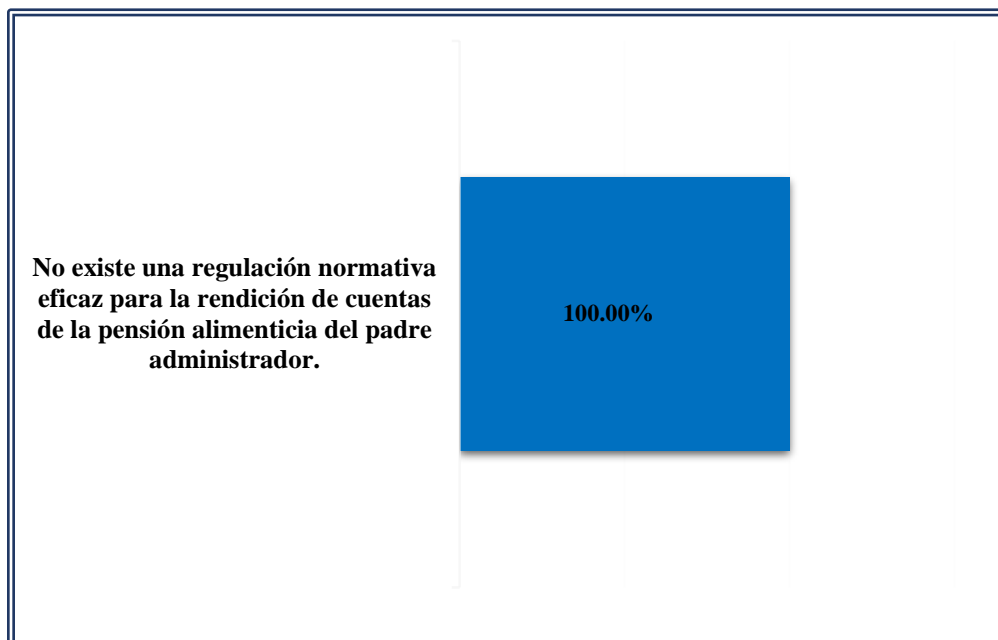 No existe una regulación normativa
eficaz para la rendición de cuentas
de la pensión alimenticia del padre
administrador.
100.00%